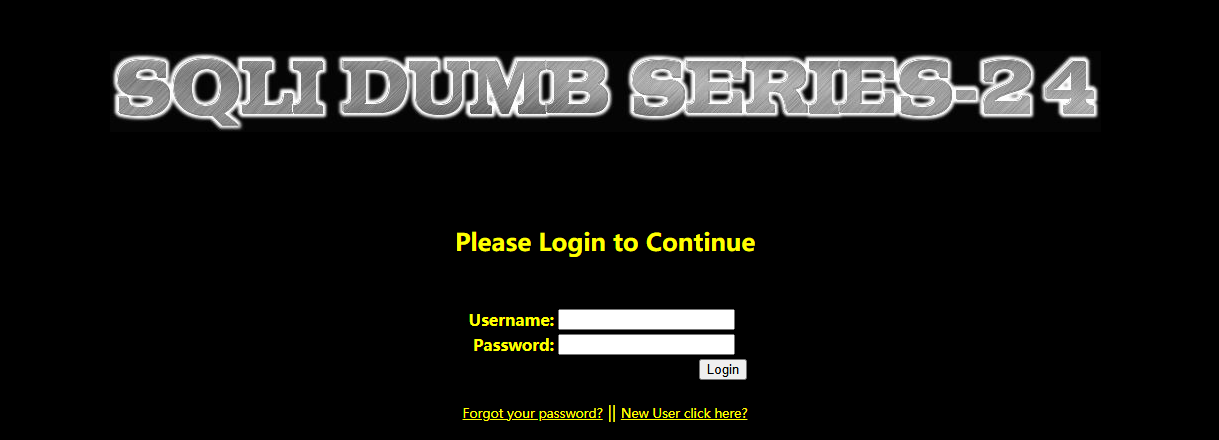 SQLI DUMB SERIES-24
Please Login to Continue
Username:
Password:
Login
Forgot your password? || New User click here?